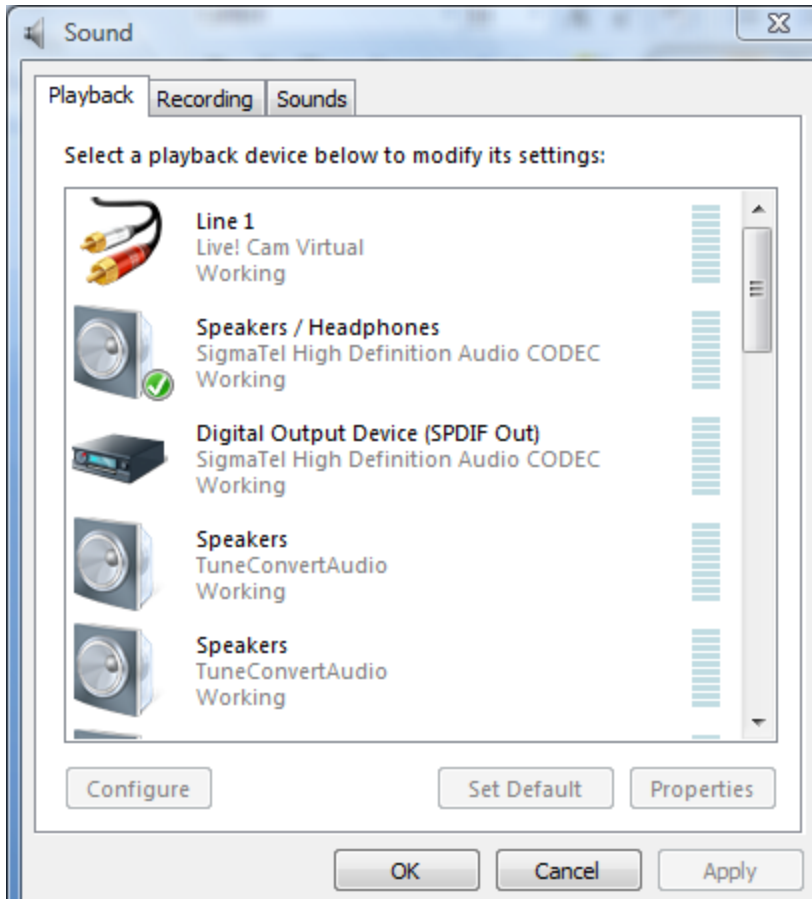 Sound
Playback Recording Sounds
Select a playback device below to modify its settings:
Line 1
Live! Cam Virtual
Working
Speakers / Headphones
SigmaTel High Definition Audio CODEC
Working
Digital Output Device (SPDIF Out)
SigmaTel High Definition Audio CODEC
Working
Speakers
TuneConvertAudio
Working
Speakers
TuneConvertAudio
Working
Configure Set Default Properties
OK Cancel Apply